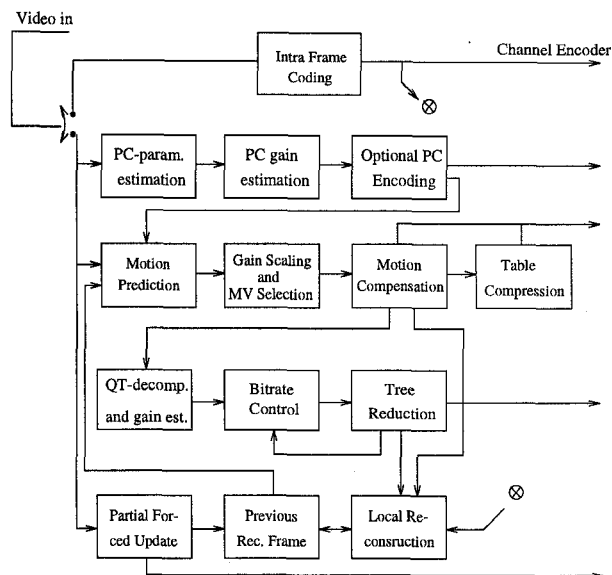 Video in
Channel Encoder
Intra Frame
Coding
PC-param.
estimation
PC gain
estimation
Optional PC
Encoding
Motion
Prediction
Gain Scaling
and
MV Selection
Motion
Compensation
Table
Compression
QT-decomp.
and gain est.
Bitrate
Control
Tree
Reduction
Partial For-
ced Update
Previous
Rec. Frame
Local Re-
consruction